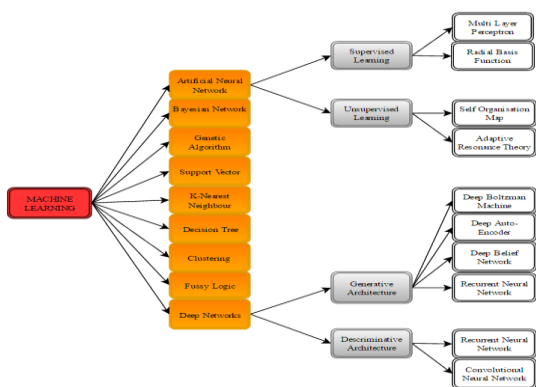 MACHINE
LEARNING
Artificial Neural
Network
Bayesian Network
Genetic
Algorithm
Support Vector
K-Nearest
Neighbour
Decision Tree
Clustering
Fussy Logic
Deep Networks
Supervised
Learning
Unsupervised
Learning
Generative
Architecture
Descriminative
Architecture
Multi Layer
Perceptron
Radial Basis
Function
Self Organisation
Map
Adaptive
Resonance Theory
Deep Boltzman
Machine
Deep Auto-
Encoder
Deep Belief
Network
Recurrent Neural
Network
Recurrent Neural
Network
Convolutional
Neural Network